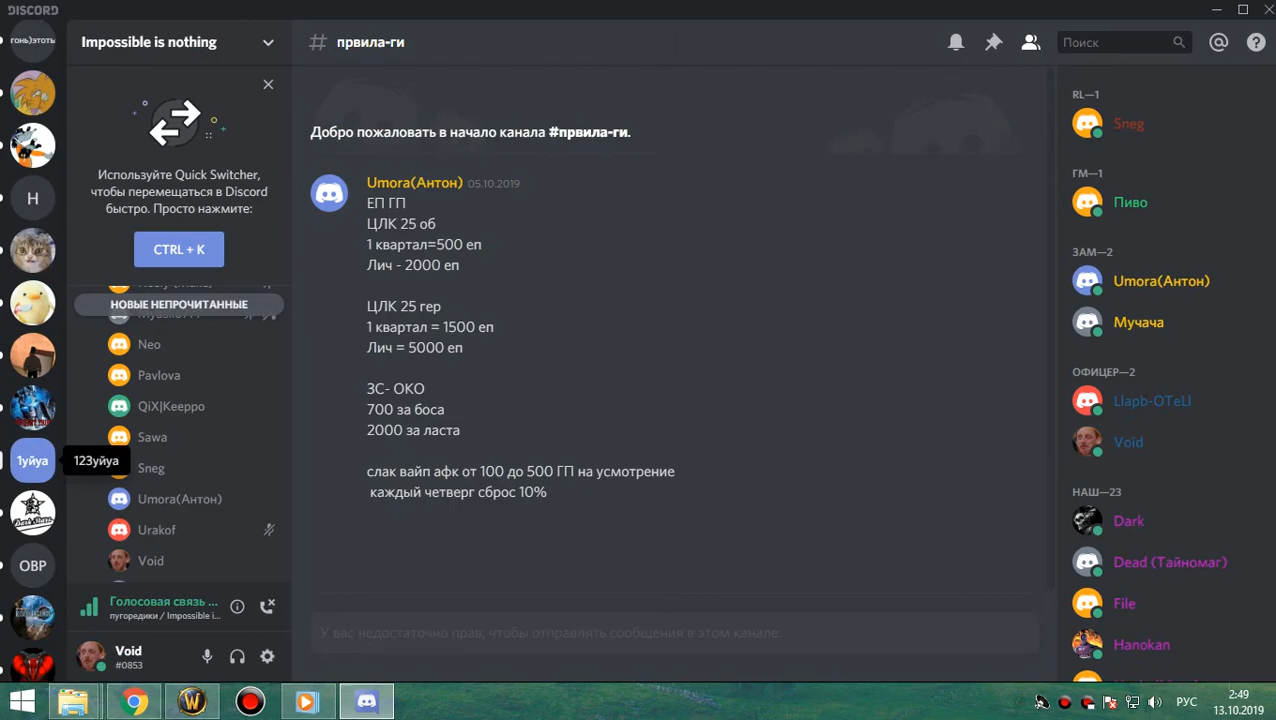 DISCORD
гонь)этоты
Н
1уйуа
123уйуа
ОВР
Impossible is nothing
Используйте Quick Switcher,
чтобы перемещаться в Discord
быстро. Просто нажмите:
CTRL + K
НОВЫЕ НЕПРОЧИТАННЫЕ
Neo
Pavlova
QiX|Keeppo
Sawa
Sneg
Umora(Антон)
Urakof
Void
Голосовая связь ...
пугоредики / Impossible i...
Void
#0853
# првила-ги
Поиск
Добро пожаловать в начало канала #првила-ги.
Umora(Антон) 05.10.2019
ЕП ГП
ЦЛК 25 об
1 квартал=500 еп
Лич - 2000 еп
ЦЛК 25 гер
1 квартал = 1500 еп
Лич = 5000 еп
ЗС- ОКО
700 за боса
2000 за ласта
слак вайп афк от 100 до 500 ГП на усмотрение
каждый четверг сброс 10%
У вас недостаточно прав, чтобы отправлять сообщения в этом канале
RL—1
Sneg
ГМ—1
Пиво
ЗАМ—2
Umora(Антон)
Мучача
ОФИЦЕР—2
Llapb-OTeLl
Void
НАШ—23
Dark
Dead (Тайномаг)
File
Hanokan
РУС
2:49
13.10.2019